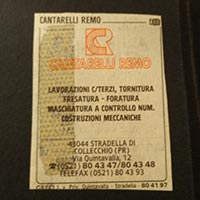 CANTARELLI REMO
CR
CANTARELLI REMO
LAVORAZIONI C/TERZI, TORNITURA
FRESATURA - FORATURA
MASCHIATURA A CONTROLLO NUM.
COSTRUZIONI MECCANICHE
43044 STRADELLA DI
COLLECCHIO (PR)
Via Quintavalla, 12
☎ (0521) 80 43 47/80 43 48
(0521) 80 43 93
v. Priv. Quintavalla - Stradella - 80 41 97